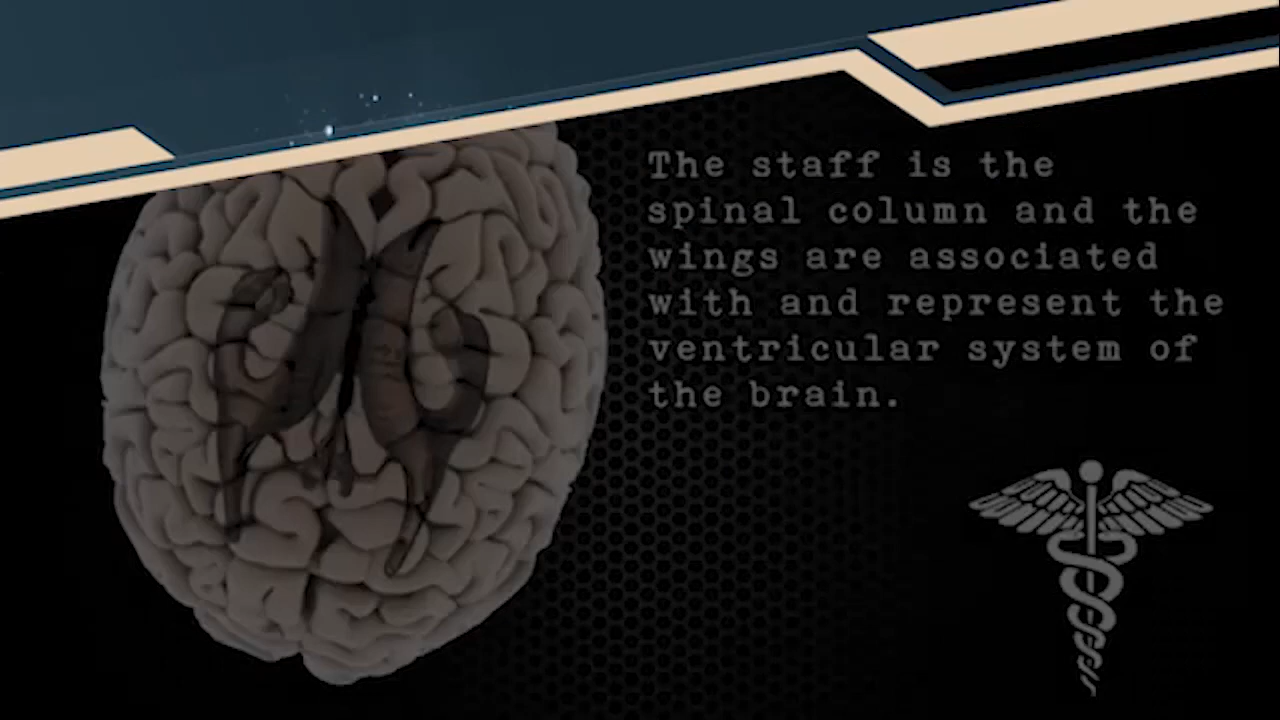 The staff is the
spinal column and the
wings are associated
with and represent the
ventricular system of
the brain.